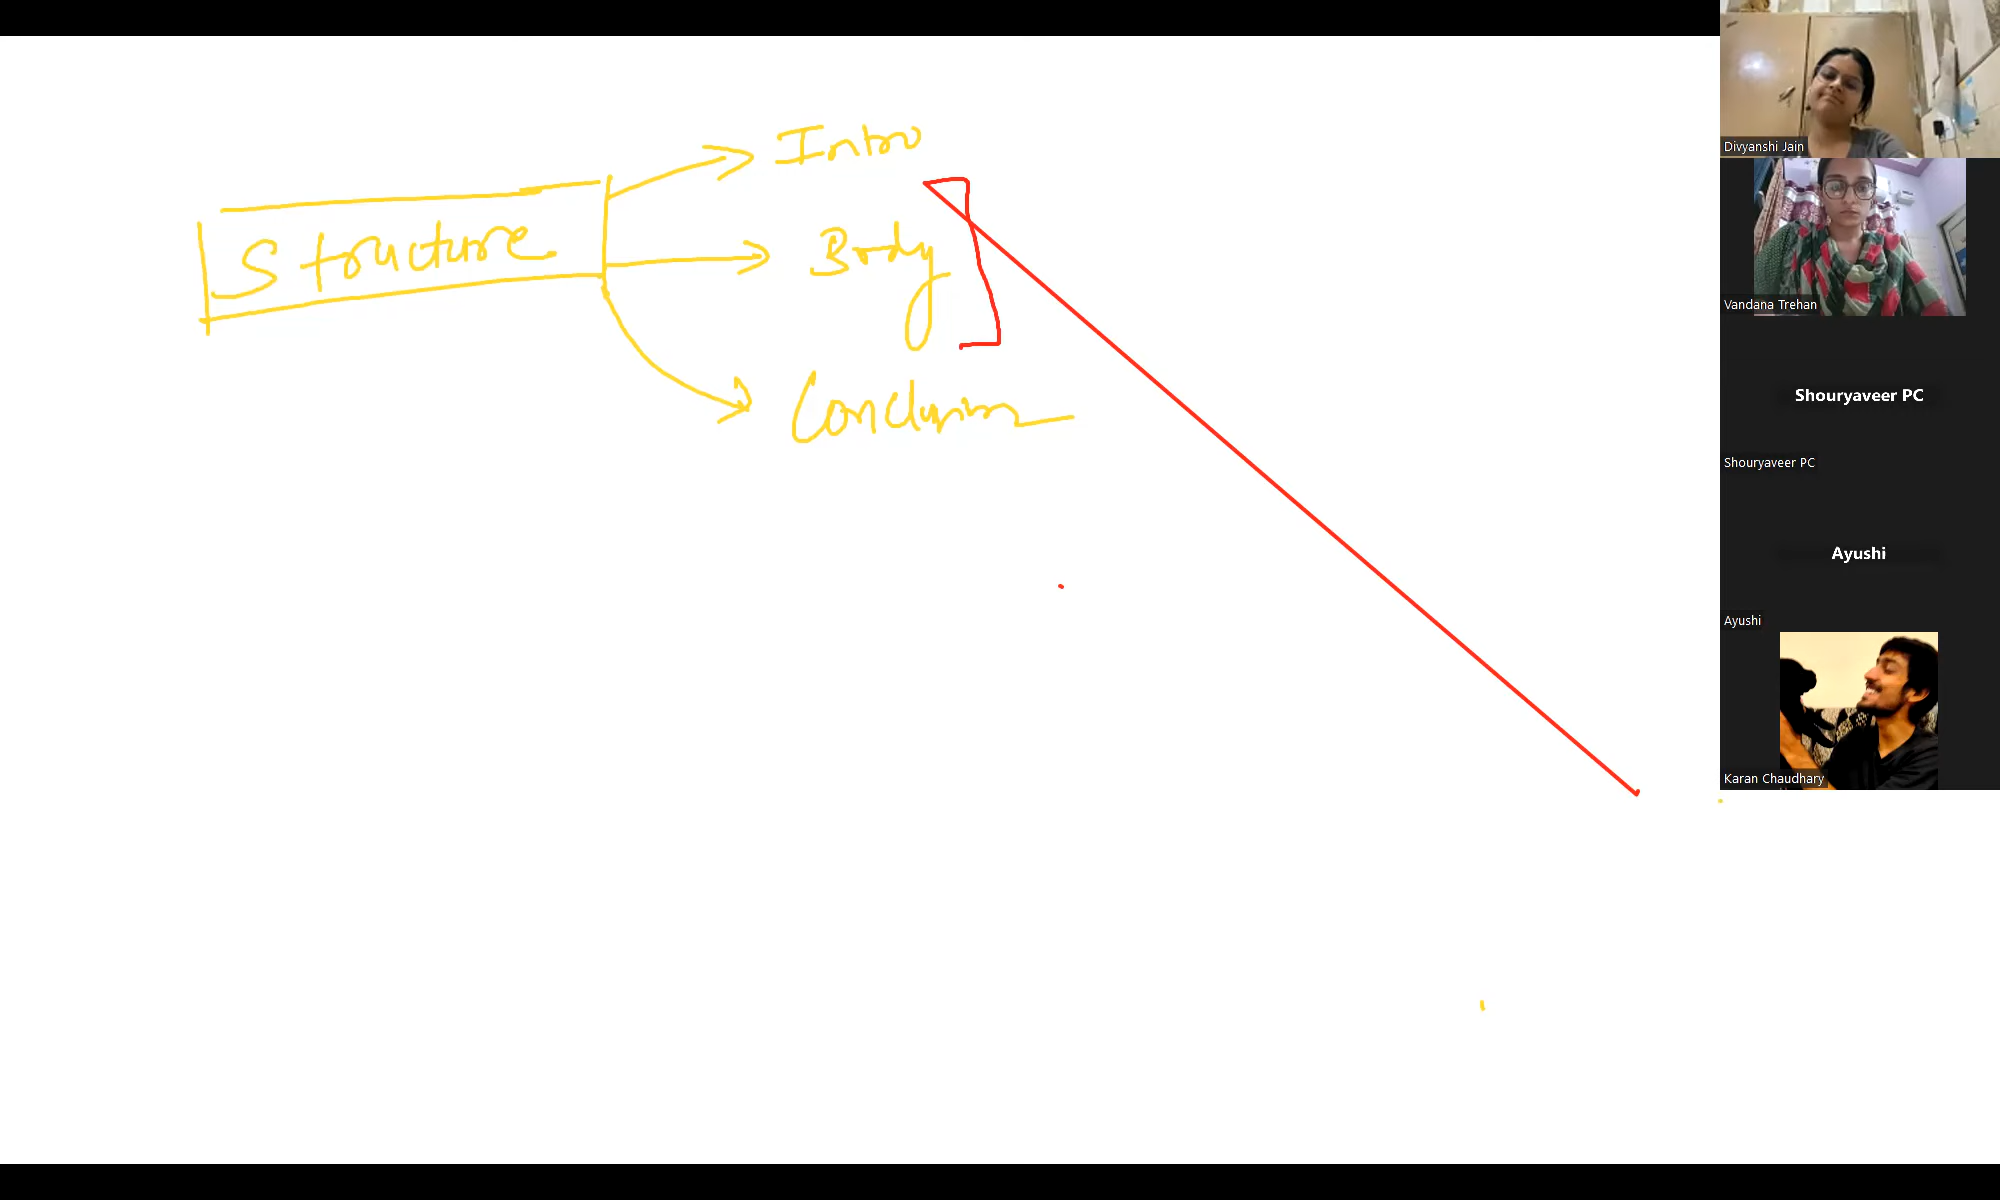 Intro
Structure
Body
Conclusion
Divyanshi Jain
Vandana Trehan
Shouryaveer PC
Shouryaveer PC
Ayushi
Ayushi
Karan Chaudhary